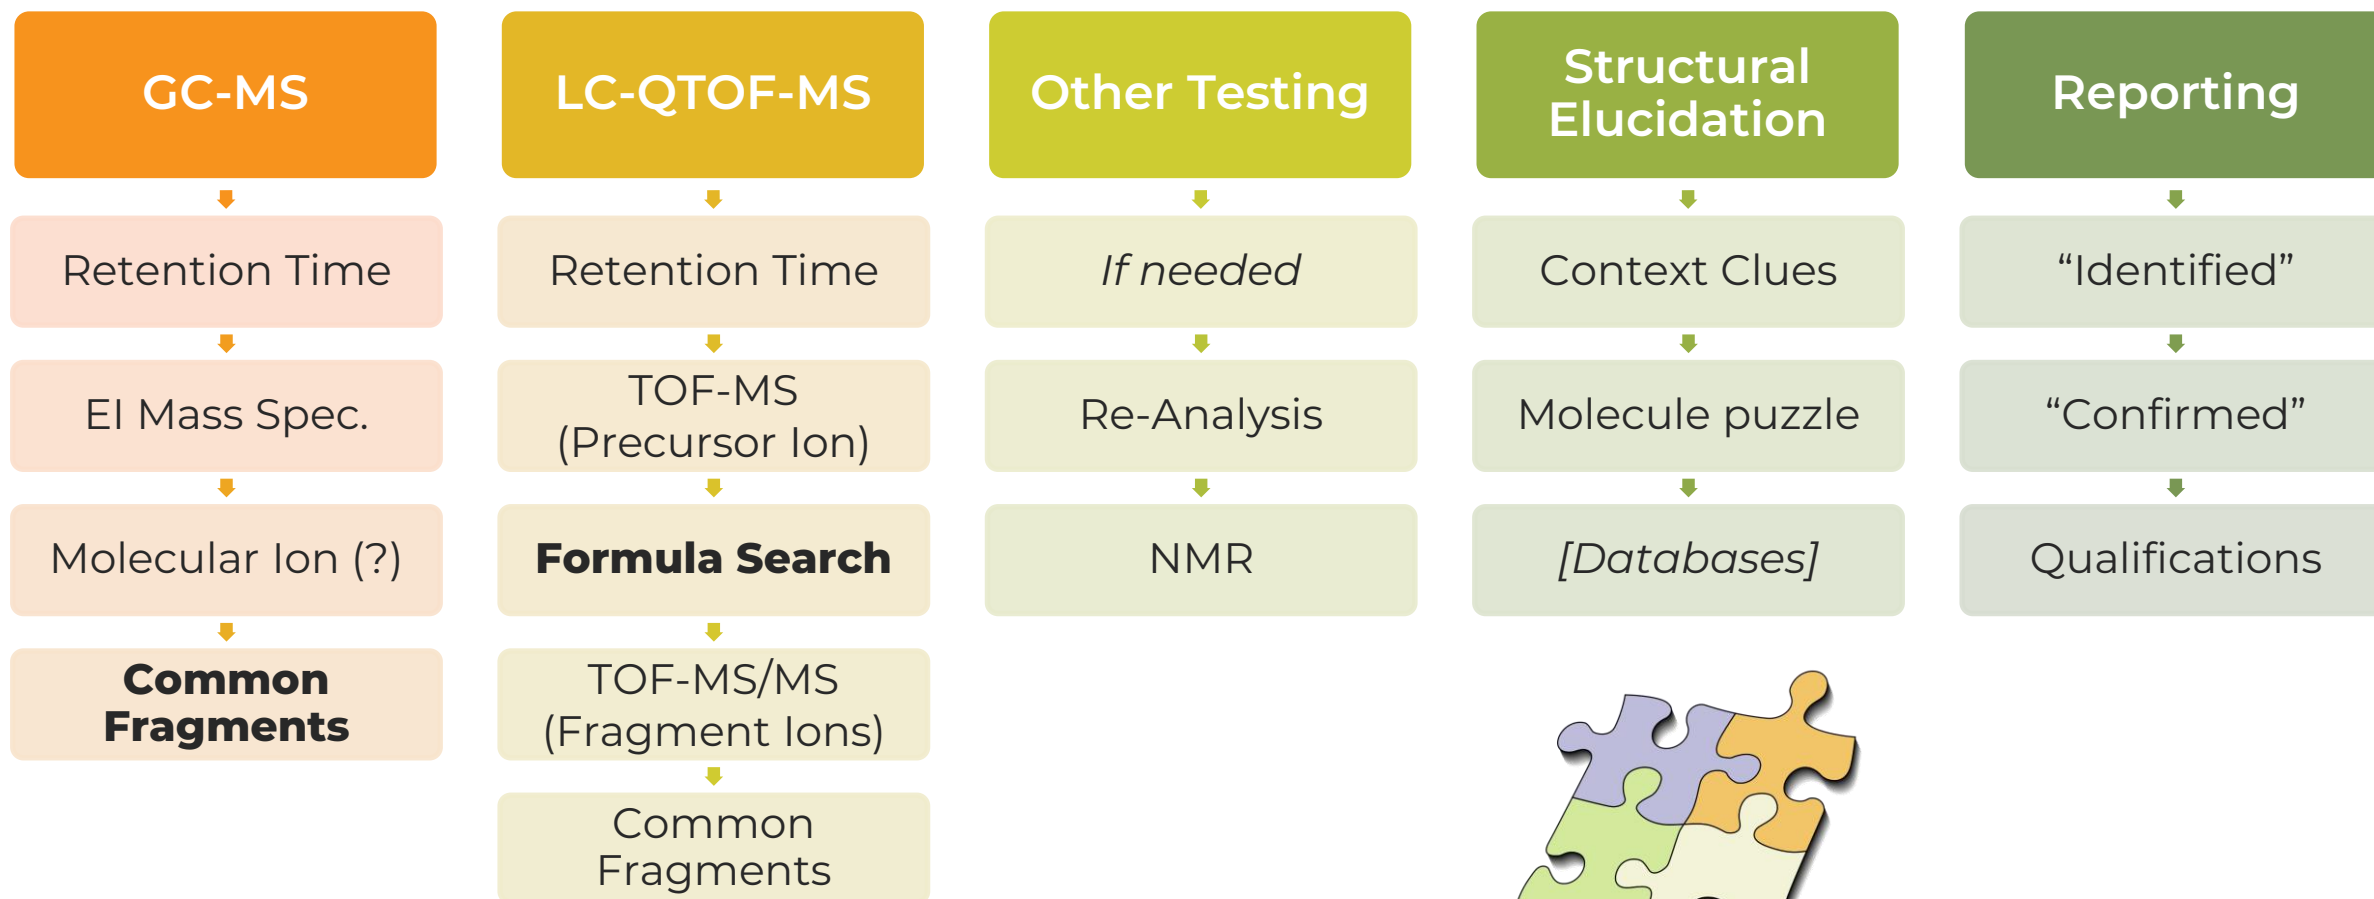 GC-MS
Retention Time
EI Mass Spec.
Molecular Ion (?)
Common
Fragments
LC-QTOF-MS
Retention Time
TOF-MS
(Precursor Ion)
Formula Search
TOF-MS/MS
(Fragment Ions)
Common
Fragments
Other Testing
If needed
Re-Analysis
NMR
Structural
Elucidation
Context Clues
Molecule puzzle
[Databases]
Reporting
“Identified”
“Confirmed”
Qualifications